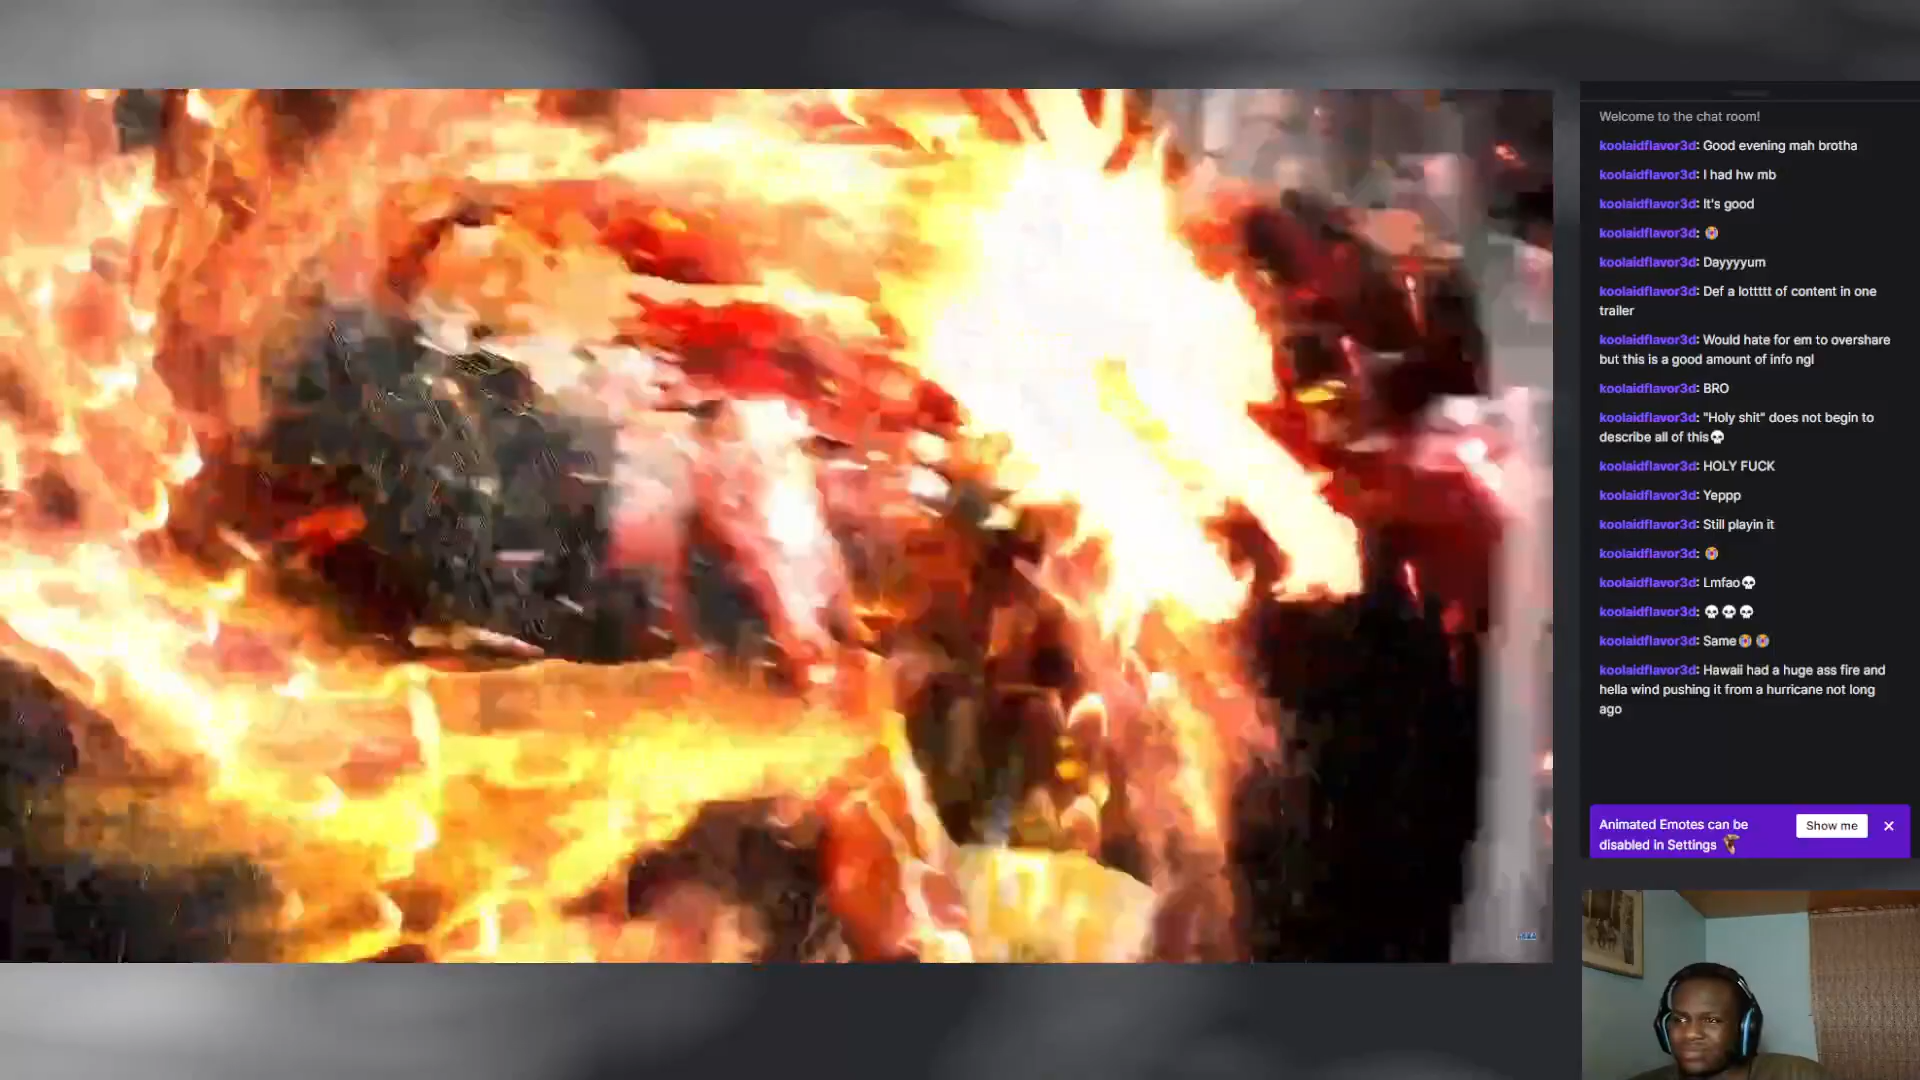 Welcome to the chat room!
koolaidflavor3d: Good evening mah brotha
koolaidflavor3d: I had hw mb
koolaidflavor3d: It's good
koolaidflavor3d:
koolaidflavor3d: Dayyyyum
koolaidflavor3d: Def a lottttt of content in one
trailer
koolaidflavor3d: Would hate for em to overshare
but this is a good amount of info ngl
koolaidflavor3d: BRO
koolaidflavor3d: "Holy shit" does not begin to
describe all of this💀
koolaidflavor3d: HOLY FUCK
koolaidflavor3d: Yeppp
koolaidflavor3d: Still playin it
koolaidflavor3d:
koolaidflavor3d: Lmfao💀
koolaidflavor3d: 💀💀💀
koolaidflavor3d: Same
koolaidflavor3d: Hawaii had a huge ass fire and
hella wind pushing it from a hurricane not long
ago
Animated Emotes can be
disabled in Settings
Show me